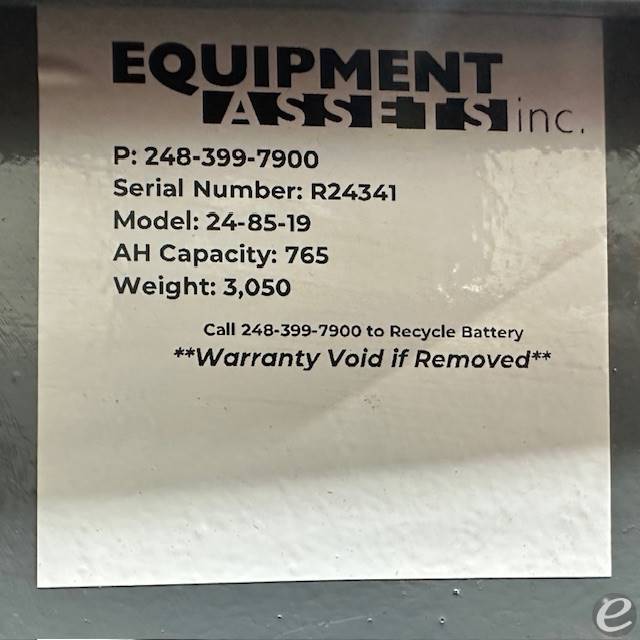 EQUIPMENT
ASSETS inc.
P: 248-399-7900
Serial Number: R24341
Model: 24-85-19
AH Capacity: 765
Weight: 3,050
Call 248-399-7900 to Recycle Battery
**Warranty Void if Removed**
e